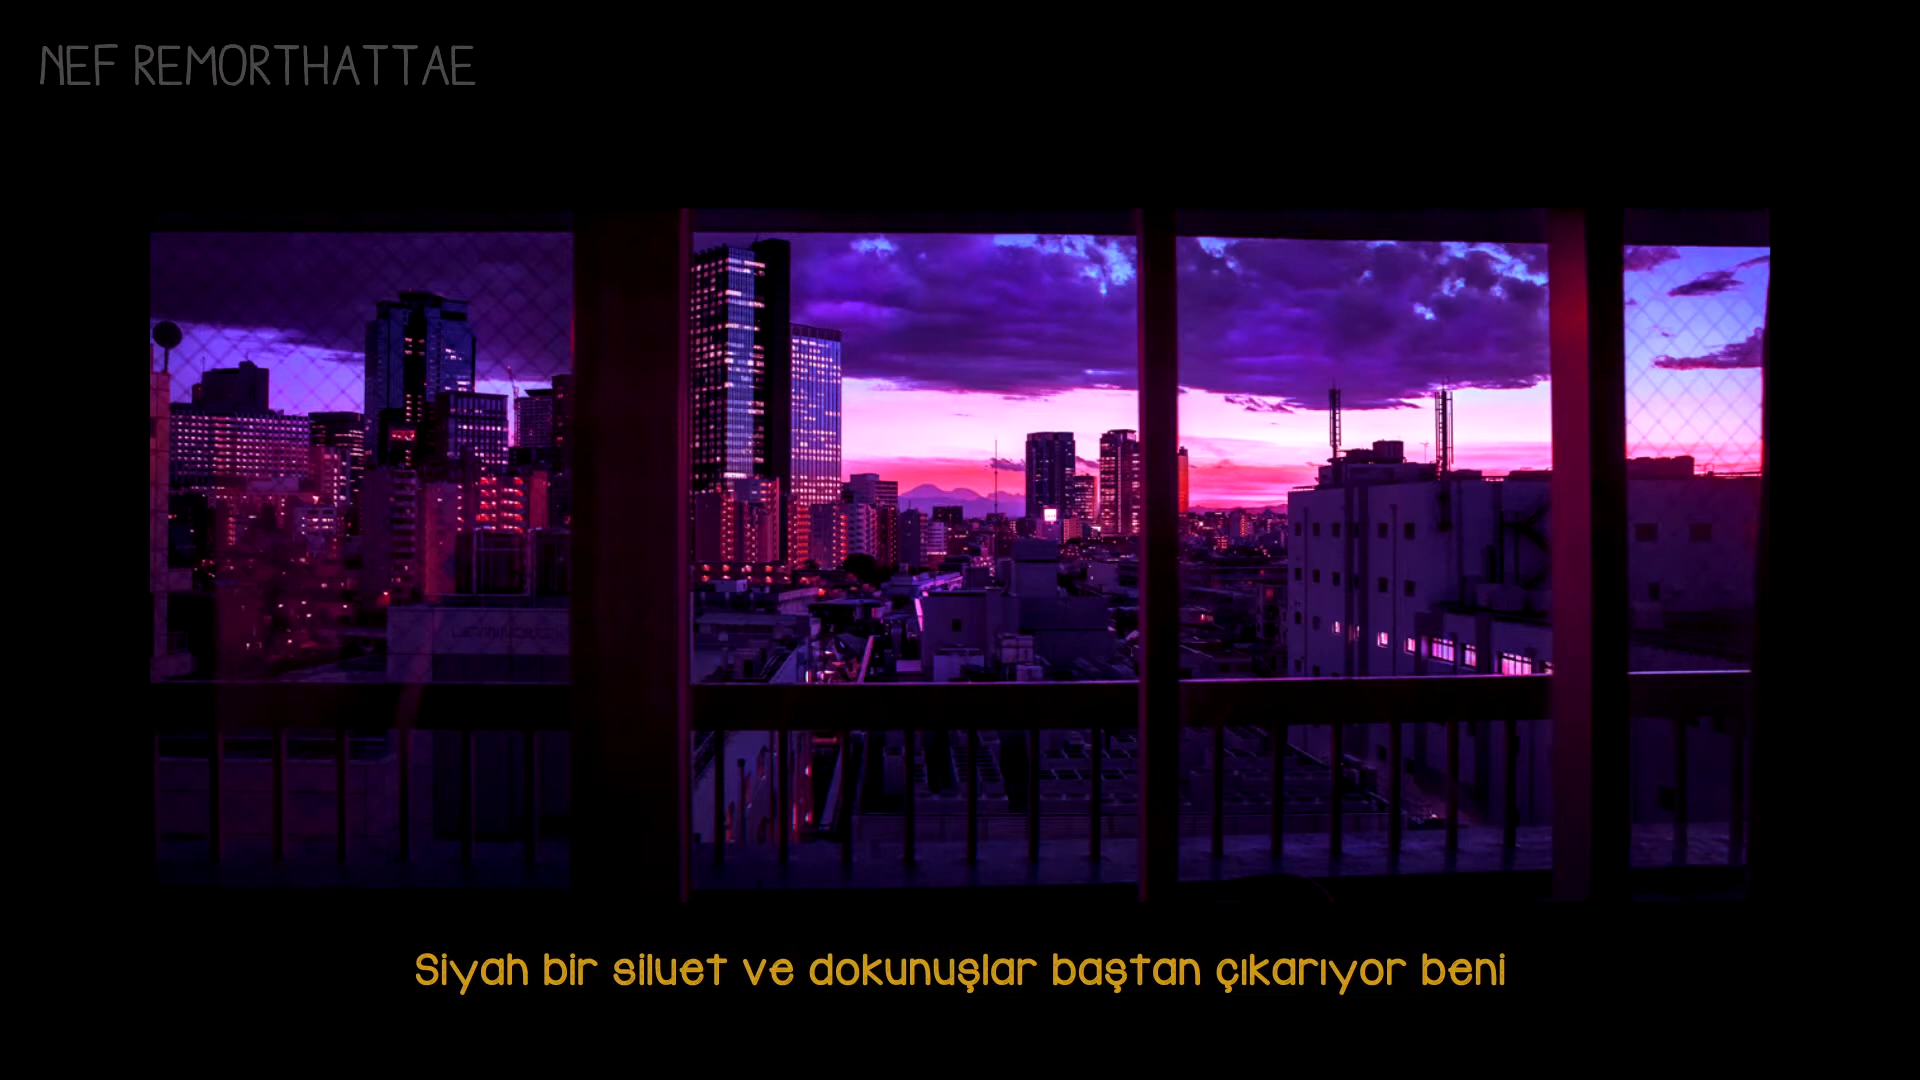 NEF REMORTHATTAE
Siyah bir siluet ve dokunuşlar baştan çıkarıyor beni